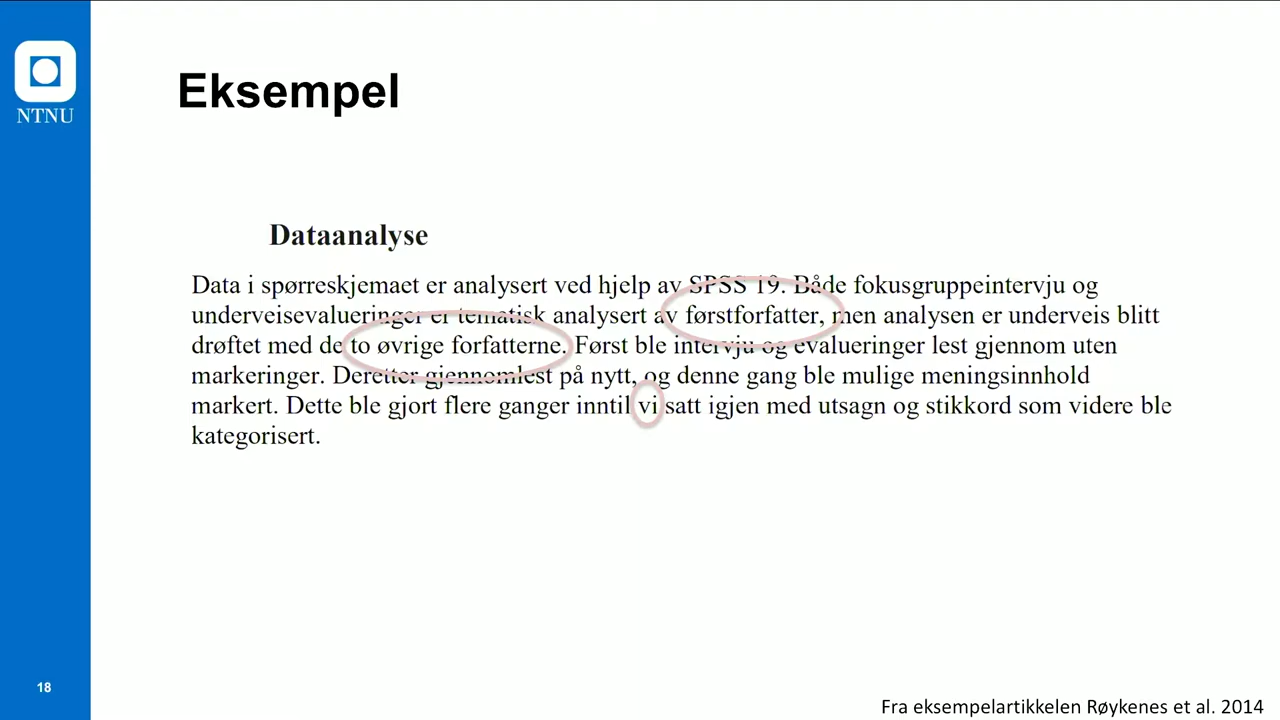 NTNU
Eksempel
Dataanalyse
Data i spørreskjemaet er analysert ved hjelp av SPSS 19. Både fokusgruppeintervju og
underveisevalueringer er tematisk analysert av førstforfatter, men analysen er underveis blitt
drøftet med de to øvrige forfatterne. Først ble intervju og evalueringer lest gjennom uten
markeringer. Deretter gjennomlest på nytt, og denne gang ble mulige meningsinnhold
markert. Dette ble gjort flere ganger inntil vi satt igjen med utsagn og stikkord som videre ble
kategorisert.
18
Fra eksempelartikkelen Røykenes et al. 2014